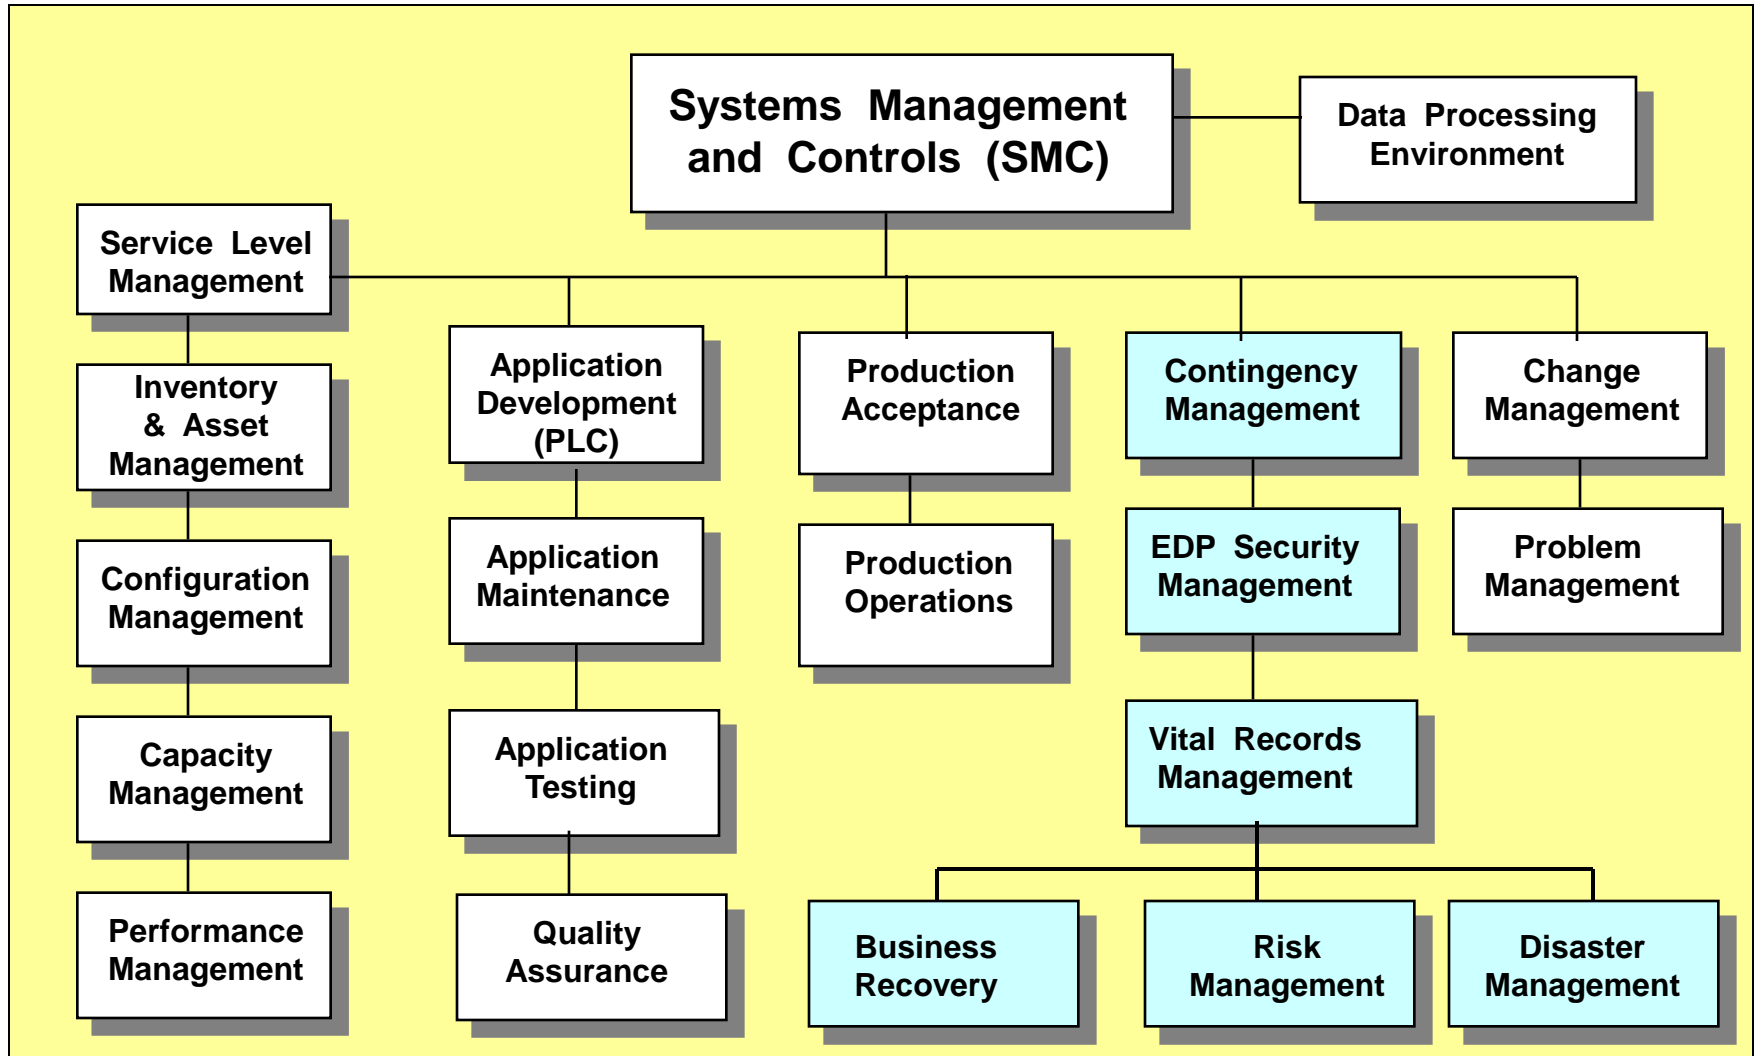 Systems Management
and Controls (SMC)
Data Processing
Environment
Service Level
Management
Inventory
& Asset
Management
Configuration
Management
Capacity
Management
Performance
Management
Application
Development
(PLC)
Application
Maintenance
Application
Testing
Quality
Assurance
Production
Acceptance
Production
Operations
Contingency
Management
EDP Security
Management
Vital Records
Management
Business
Recovery
Risk
Management
Disaster
Management
Change
Management
Problem
Management